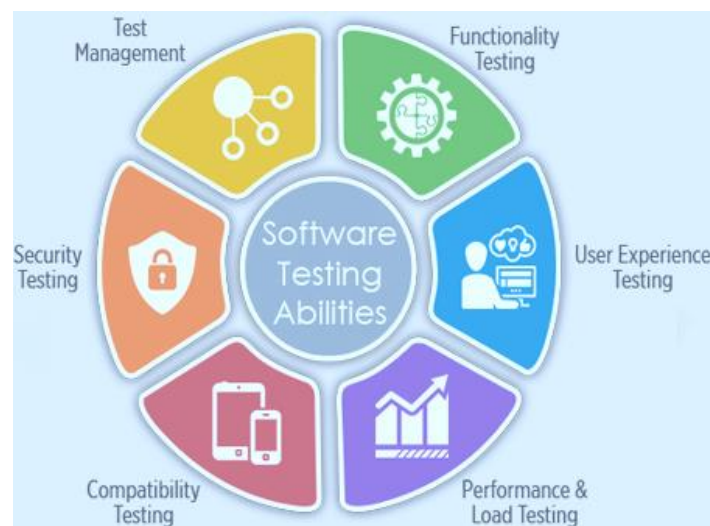 Test
Management
Functionality
Testing
Security
Testing
Software
Testing
Abilities
User Experience
Testing
Compatibility
Testing
Performance &
Load Testing